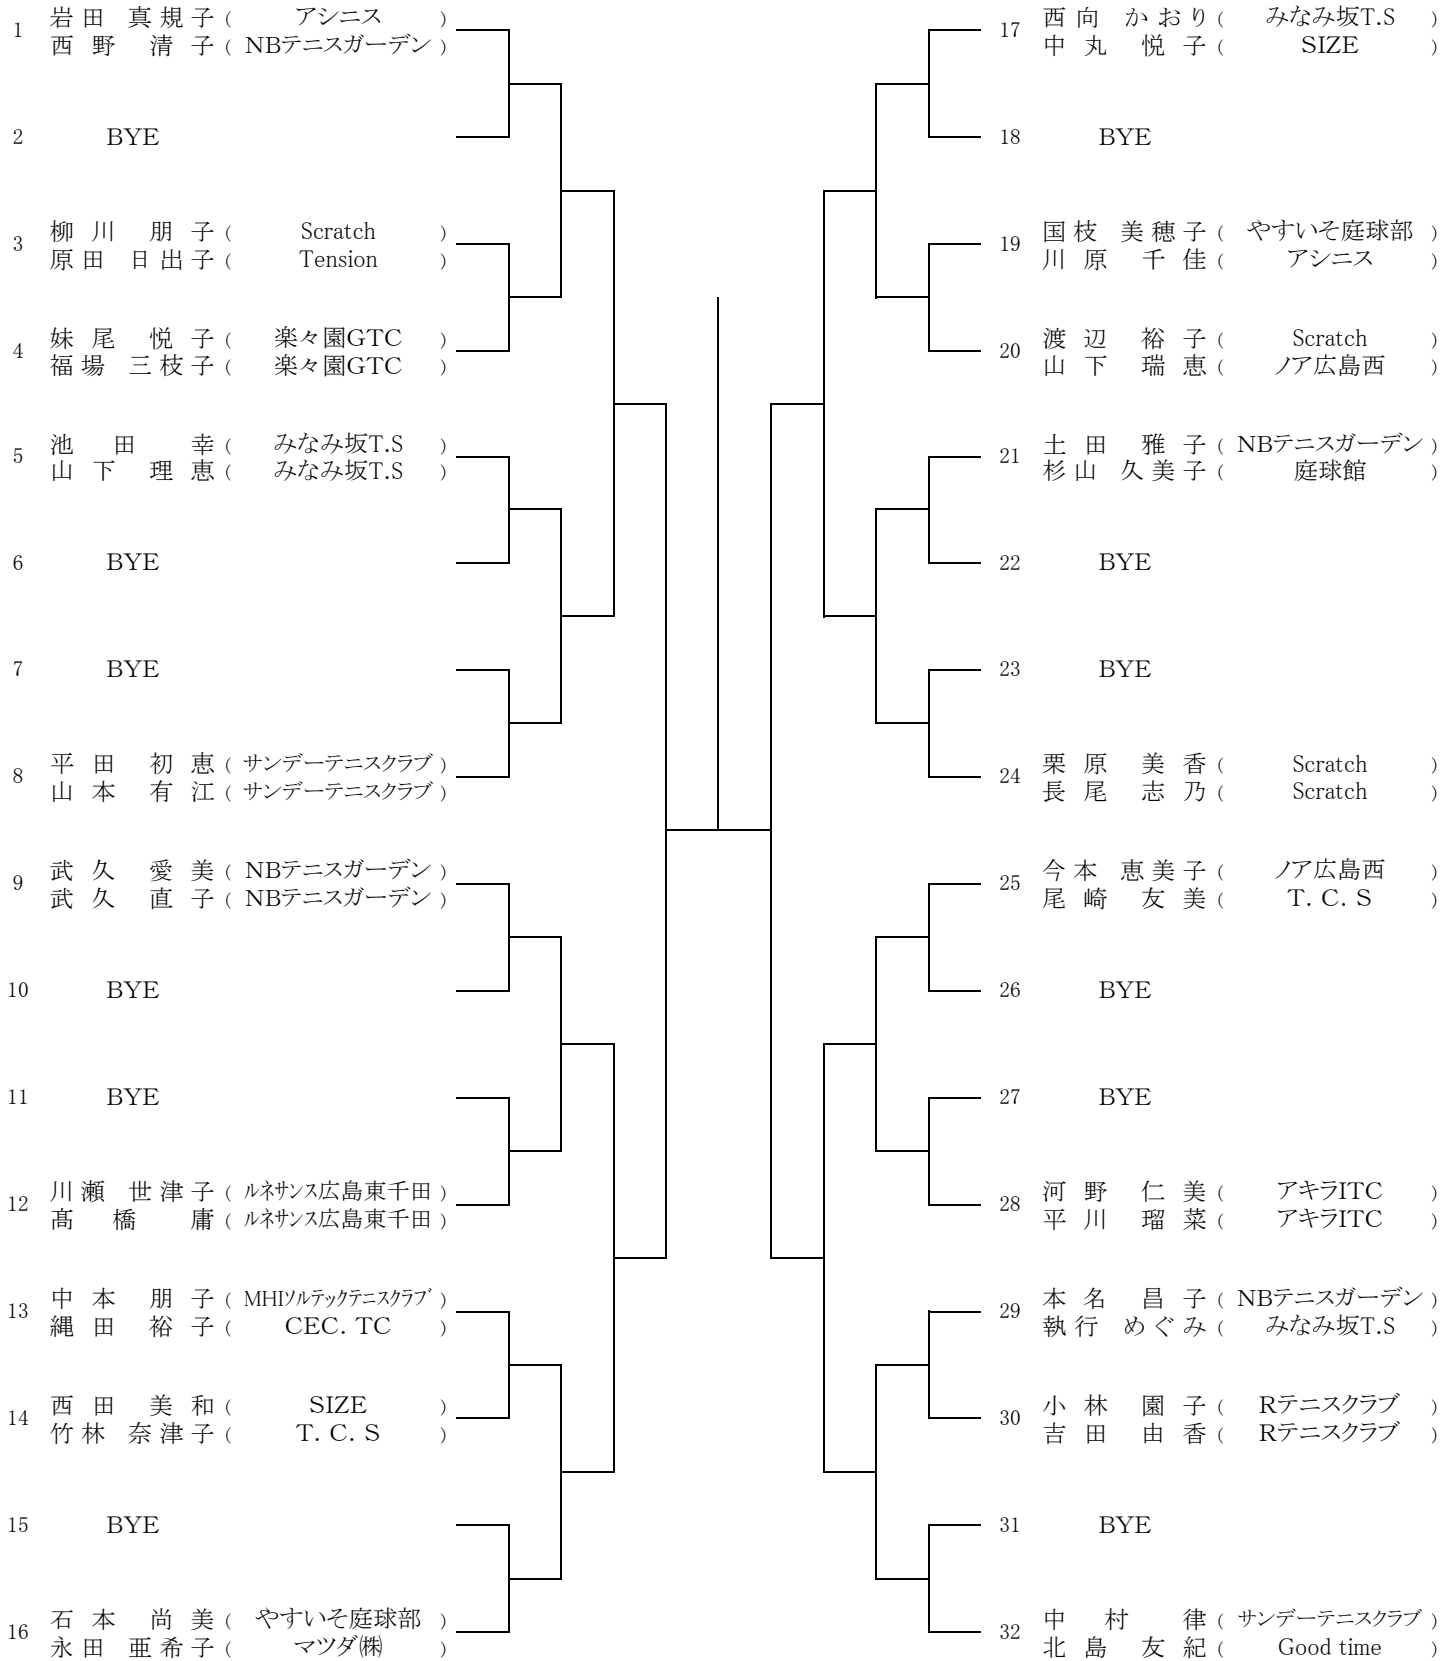 1 岩田 真規子 ( アシニス )
西野 清子 ( NBテニスガーデン )
2 BYE
3 柳川 朋子 ( Scratch )
原田 日出子 ( Tension )
4 妹尾 悦子 ( 楽々園GTC )
福場 三枝子 ( 楽々園GTC )
5 池田 幸 ( みなみ坂T.S )
山下 理恵 ( みなみ坂T.S )
6 BYE
7 BYE
8 平田 初恵 ( サンデーテニスクラブ )
山本 有江 ( サンデーテニスクラブ )
9 武久 愛美 ( NBテニスガーデン )
武久 直子 ( NBテニスガーデン )
10 BYE
11 BYE
12 川瀬 世津子 ( ルネサンス広島東千田 )
髙橋 庸 ( ルネサンス広島東千田 )
13 中本 朋子 ( MHIソルテックテニスクラブ )
縄田 裕子 ( CEC. TC )
14 西田 美和 ( SIZE )
竹林 奈津子 ( T. C. S )
15 BYE
16 石本 尚美 ( やすいそ庭球部 )
永田 亜希子 ( マツダ㈱ )
17 西向 かおり ( みなみ坂T.S )
中丸 悦子 ( SIZE )
18 BYE
19 国枝 美穂子 ( やすいそ庭球部 )
川原 千佳 ( アシニス )
20 渡辺 裕子 ( Scratch )
山下 瑞恵 ( ノア広島西 )
21 土田 雅子 ( NBテニスガーデン )
杉山 久美子 ( 庭球館 )
22 BYE
23 BYE
24 栗原 美香 ( Scratch )
長尾 志乃 ( Scratch )
25 今本 恵美子 ( ノア広島西 )
尾崎 友美 ( T. C. S )
26 BYE
27 BYE
28 河野 仁美 ( アキラITC )
平川 瑠菜 ( アキラITC )
29 本名 昌子 ( NBテニスガーデン )
執行 めぐみ ( みなみ坂T.S )
30 小林 園子 ( Rテニスクラブ )
吉田 由香 ( Rテニスクラブ )
31 BYE
32 中村 律 ( サンデーテニスクラブ )
北島 友紀 ( Good time )